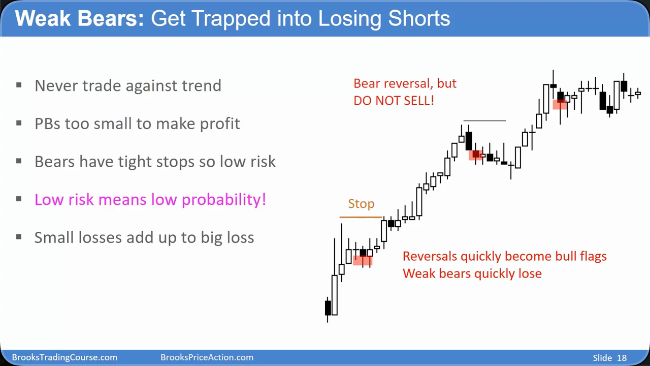 Weak Bears: Get Trapped into Losing Shorts
Never trade against trend
PBs too small to make profit
Bears have tight stops so low risk
Low risk means low probability!
Small losses add up to big loss
Bear reversal, but
DO NOT SELL!
Stop
Reversals quickly become bull flags
Weak bears quickly lose
BrooksTradingCourse.com
BrooksPriceAction.com
Slide 18